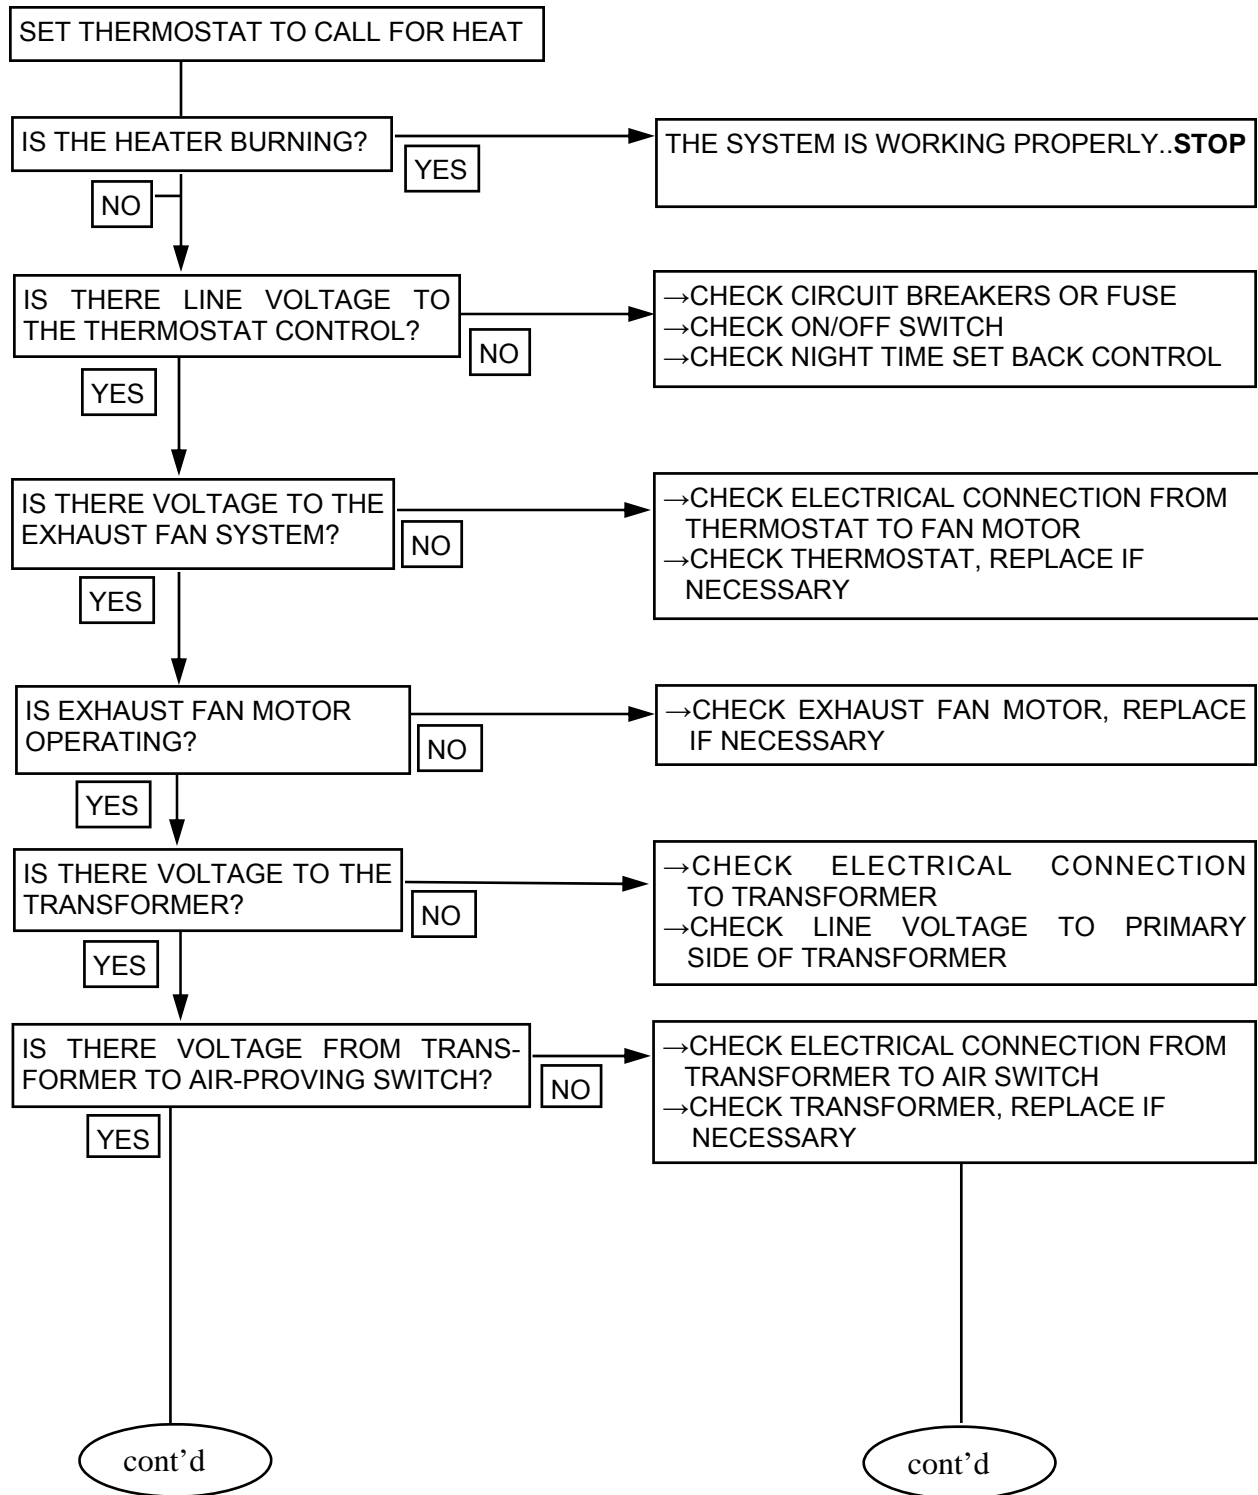 SET THERMOSTAT TO CALL FOR HEAT
IS THE HEATER BURNING?
YES
THE SYSTEM IS WORKING PROPERLY..STOP
NO
IS THERE LINE VOLTAGE TO
THE THERMOSTAT CONTROL?
NO
→CHECK CIRCUIT BREAKERS OR FUSE
→CHECK ON/OFF SWITCH
→CHECK NIGHT TIME SET BACK CONTROL
YES
IS THERE VOLTAGE TO THE
EXHAUST FAN SYSTEM?
NO
→CHECK ELECTRICAL CONNECTION FROM
THERMOSTAT TO FAN MOTOR
→CHECK THERMOSTAT, REPLACE IF
NECESSARY
YES
IS EXHAUST FAN MOTOR
OPERATING?
NO
→CHECK EXHAUST FAN MOTOR, REPLACE
IF NECESSARY
YES
IS THERE VOLTAGE TO THE
TRANSFORMER?
NO
→CHECK ELECTRICAL CONNECTION
TO TRANSFORMER
→CHECK LINE VOLTAGE TO PRIMARY
SIDE OF TRANSFORMER
YES
IS THERE VOLTAGE FROM TRANS-
FORMER TO AIR-PROVING SWITCH?
NO
→CHECK ELECTRICAL CONNECTION FROM
TRANSFORMER TO AIR SWITCH
→CHECK TRANSFORMER, REPLACE IF
NECESSARY
YES
cont'd
cont'd